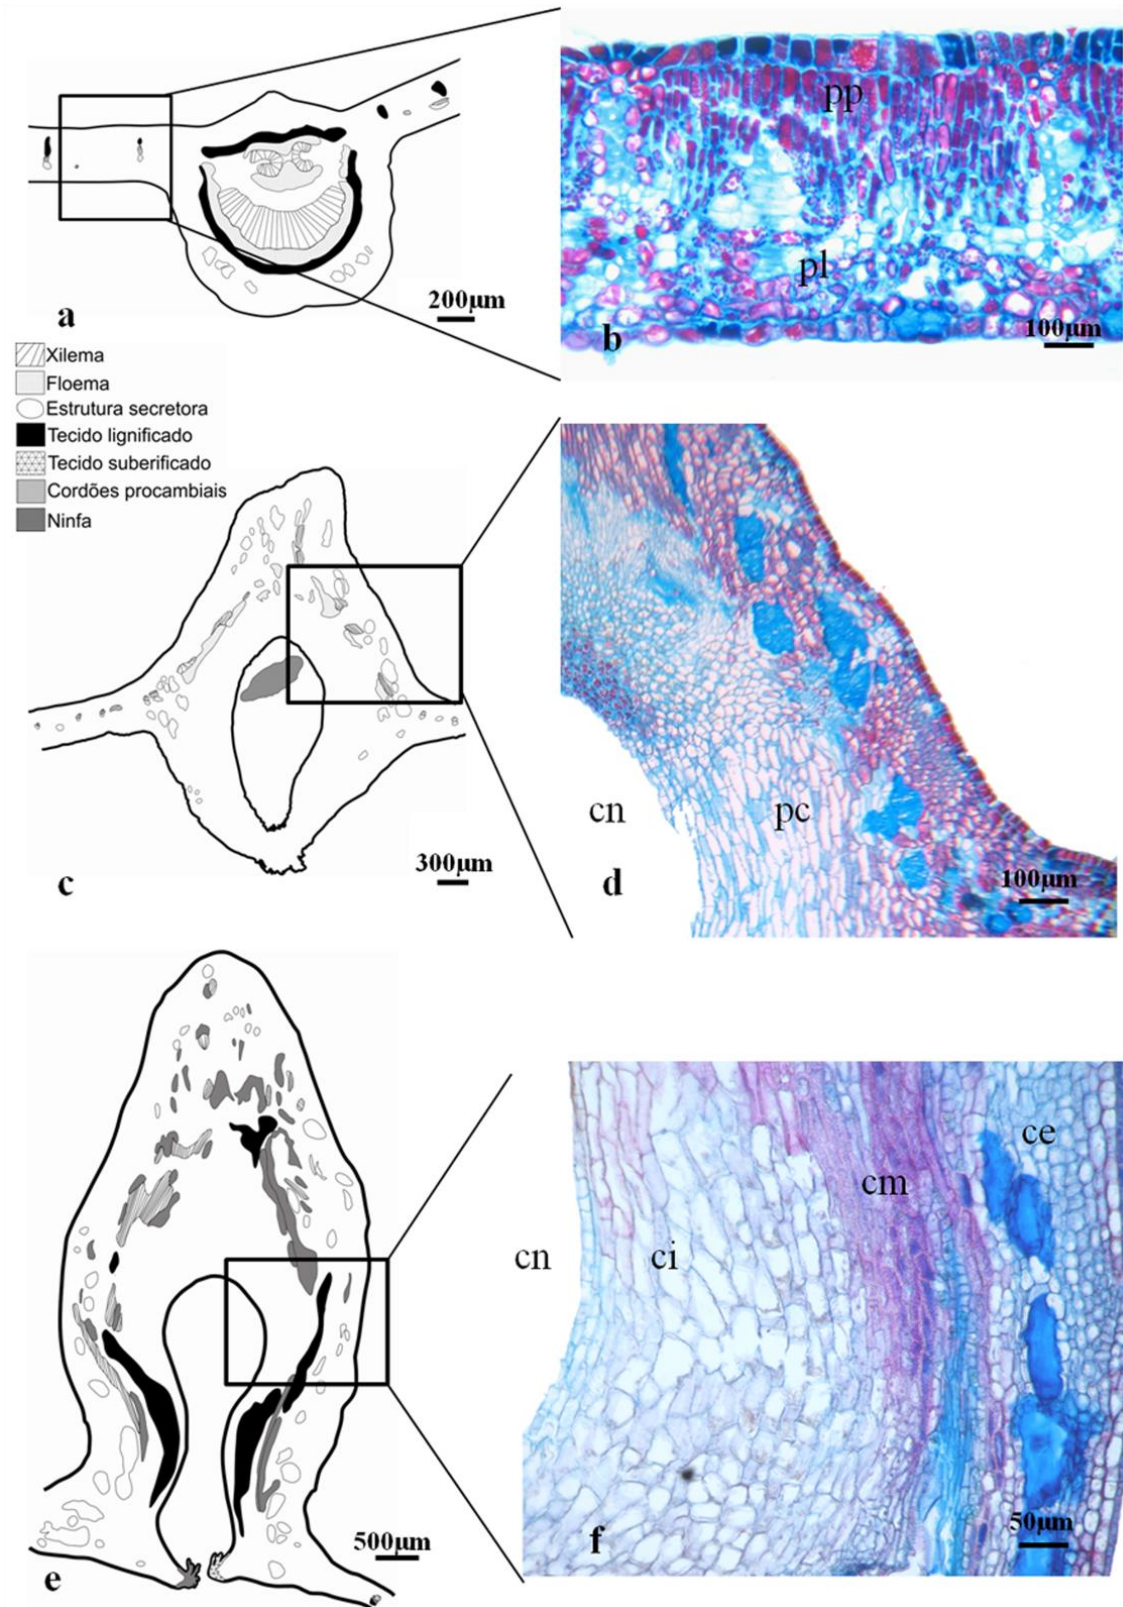 pp
pl
200µm
a
100µm
b
Xilema
Floema
Estrutura secretora
Tecido lignificado
Tecido suberificado
Cordões procambiais
Ninfa
cn
pc
300µm
c
100µm
d
ce
cm
cn
ci
500µm
e
50µm
f